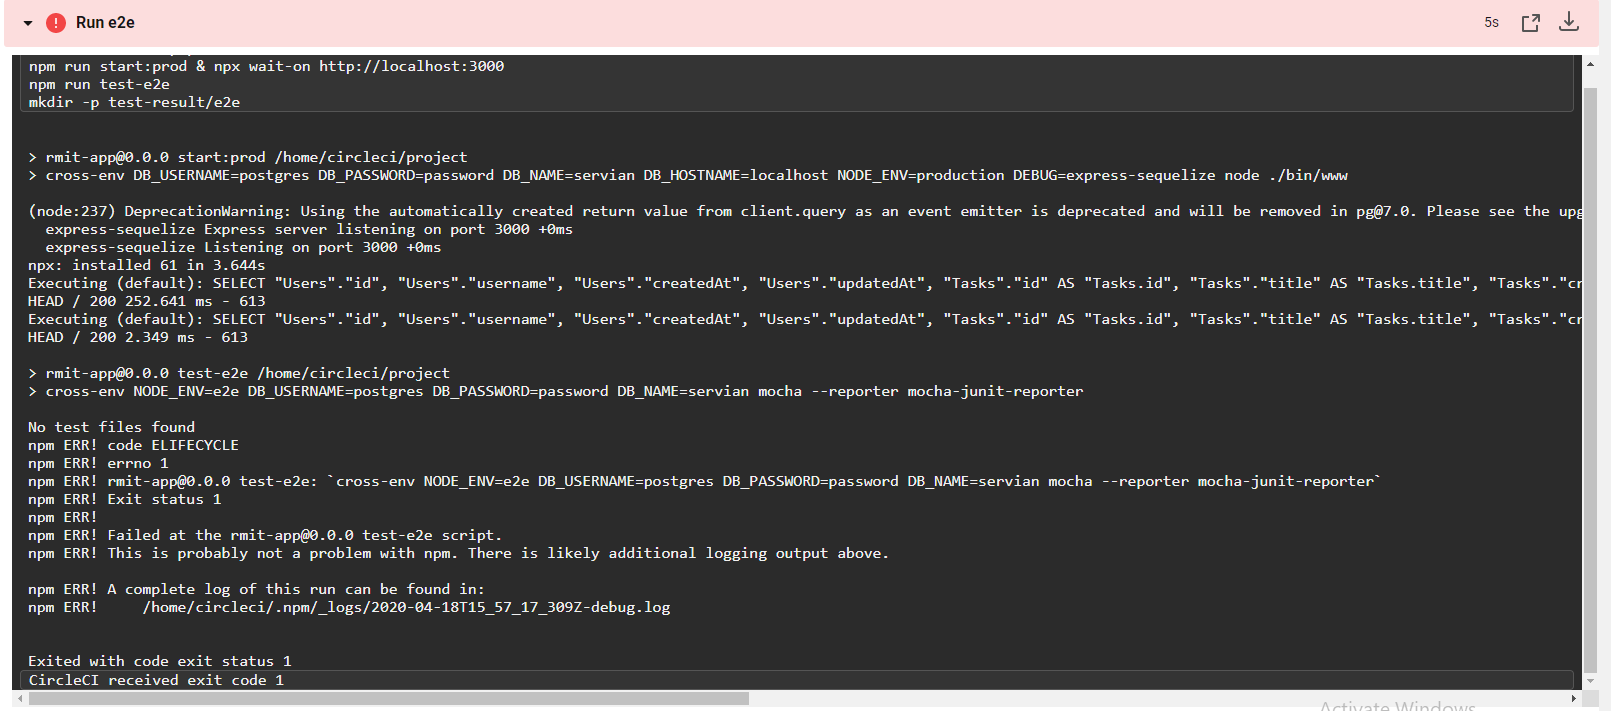 Run e2e
5s
npm run start:prod & npx wait-on http://localhost:3000
npm run test-e2e
mkdir -p test-result/e2e
> rmit-app@0.0.0 start:prod /home/circleci/project
> cross-env DB_USERNAME=postgres DB_PASSWORD=password DB_NAME=servian DB_HOSTNAME=localhost NODE_ENV=production DEBUG=express-sequelize node ./bin/www
(node:237) DeprecationWarning: Using the automatically created return value from client.query as an event emitter is deprecated and will be removed in pg@7.0. Please see the upg
express-sequelize Express server listening on port 3000 +0ms
express-sequelize Listening on port 3000 +0ms
npx: installed 61 in 3.644s
Executing (default): SELECT "Users"."id", "Users"."username", "Users"."createdAt", "Users"."updatedAt", "Tasks"."id" AS "Tasks.id", "Tasks"."title" AS "Tasks.title", "Tasks"."cr
HEAD / 200 252.641 ms - 613
Executing (default): SELECT "Users"."id", "Users"."username", "Users"."createdAt", "Users"."updatedAt", "Tasks"."id" AS "Tasks.id", "Tasks"."title" AS "Tasks.title", "Tasks"."cr
HEAD / 200 2.349 ms - 613
> rmit-app@0.0.0 test-e2e /home/circleci/project
> cross-env NODE_ENV=e2e DB_USERNAME=postgres DB_PASSWORD=password DB_NAME=servian mocha --reporter mocha-junit-reporter
No test files found
npm ERR! code ELIFECYCLE
npm ERR! errno 1
npm ERR! rmit-app@0.0.0 test-e2e: `cross-env NODE_ENV=e2e DB_USERNAME=postgres DB_PASSWORD=password DB_NAME=servian mocha --reporter mocha-junit-reporter`
npm ERR! Exit status 1
npm ERR!
npm ERR! Failed at the rmit-app@0.0.0 test-e2e script.
npm ERR! This is probably not a problem with npm. There is likely additional logging output above.
npm ERR! A complete log of this run can be found in:
npm ERR!     /home/circleci/.npm/_logs/2020-04-18T15_57_17_309Z-debug.log
Exited with code exit status 1
CircleCI received exit code 1
Activate Windows